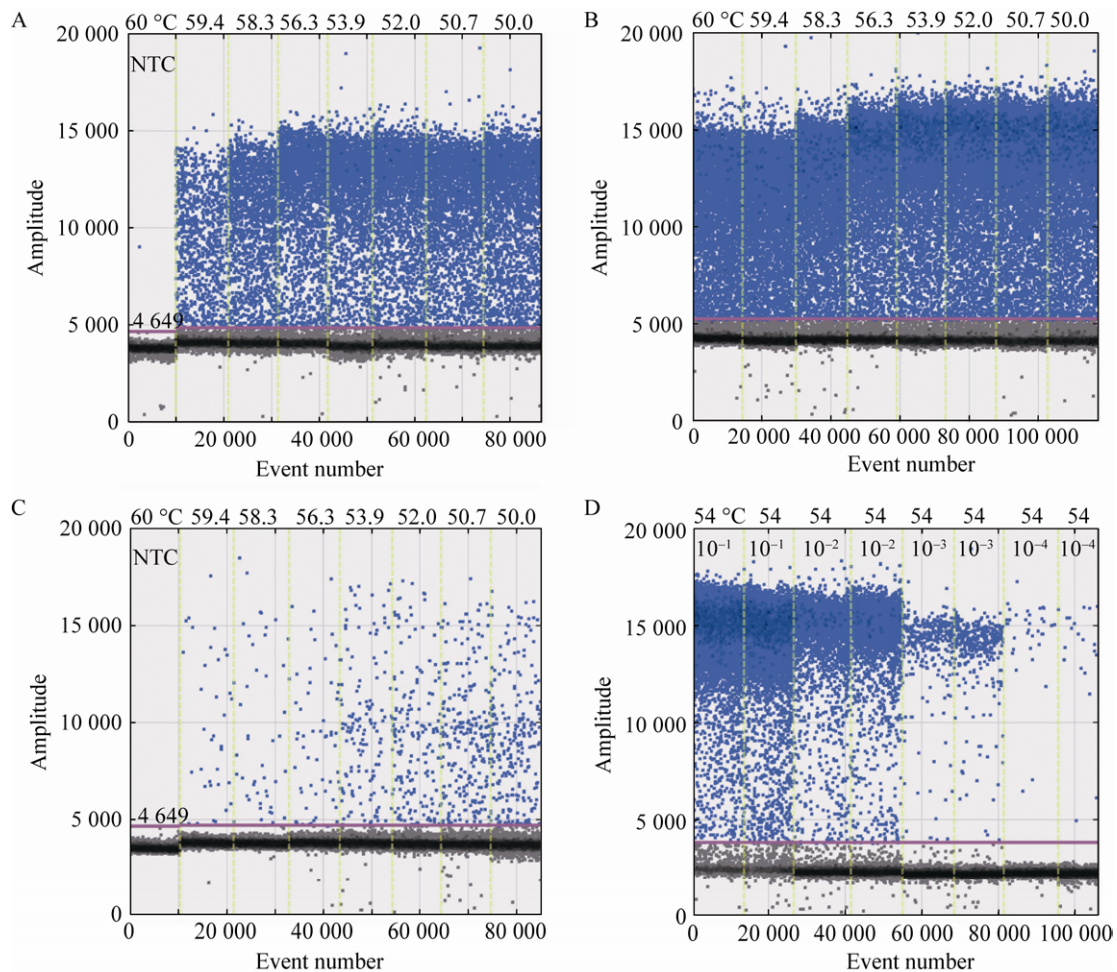 A
60 °C 59.4 58.3 56.3 53.9 52.0 50.7 50.0
20 000
NTC
15 000
10 000
5 000
4 649
0
Amplitude
0 20 000 40 000 60 000 80 000
Event number
B
60 °C 59.4 58.3 56.3 53.9 52.0 50.7 50.0
20 000
15 000
10 000
5 000
0
Amplitude
0 20 000 40 000 60 000 80 000 100 000
Event number
C
60 °C 59.4 58.3 56.3 53.9 52.0 50.7 50.0
20 000
NTC
15 000
10 000
5 000
4 649
0
Amplitude
0 20 000 40 000 60 000 80 000
Event number
D
54 °C 54 54 54 54 54 54 54
20 000
10⁻¹ 10⁻¹ 10⁻² 10⁻² 10⁻³ 10⁻³ 10⁻⁴ 10⁻⁴
15 000
10 000
5 000
0
Amplitude
0 20 000 40 000 60 000 80 000 100 000
Event number